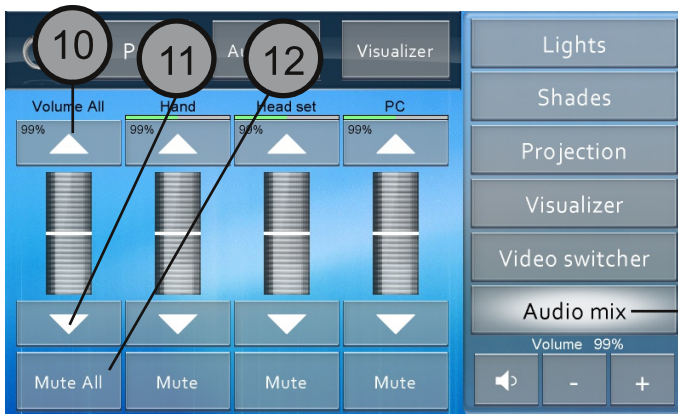 10
11
12
Visualizer
Lights
Volume All
Hand
Head set
PC
Shades
99%
99%
99%
99%
Projection
Visualizer
Video switcher
Audio mix
Volume 99%
Mute All
Mute
Mute
Mute
-
+